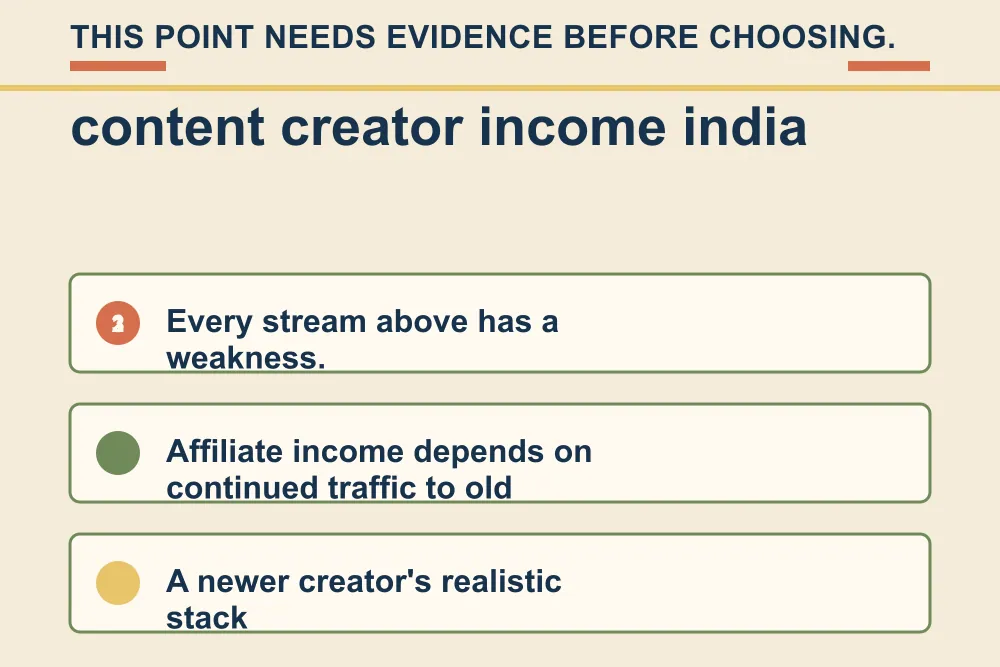 THIS POINT NEEDS EVIDENCE BEFORE CHOOSING.
content creator income india
Every stream above has a
weakness.
Affiliate income depends on
continued traffic to old
A newer creator's realistic
stack